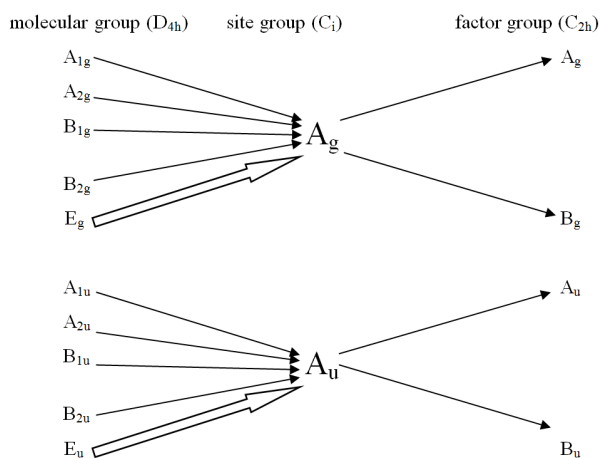 molecular group (D4h) site group (Ci) factor group (C2h)
A1g Ag
A2g
B1g Ag
B2g
Eg Bg
A1u Au
A2u
B1u Au
B2u
Eu Bu